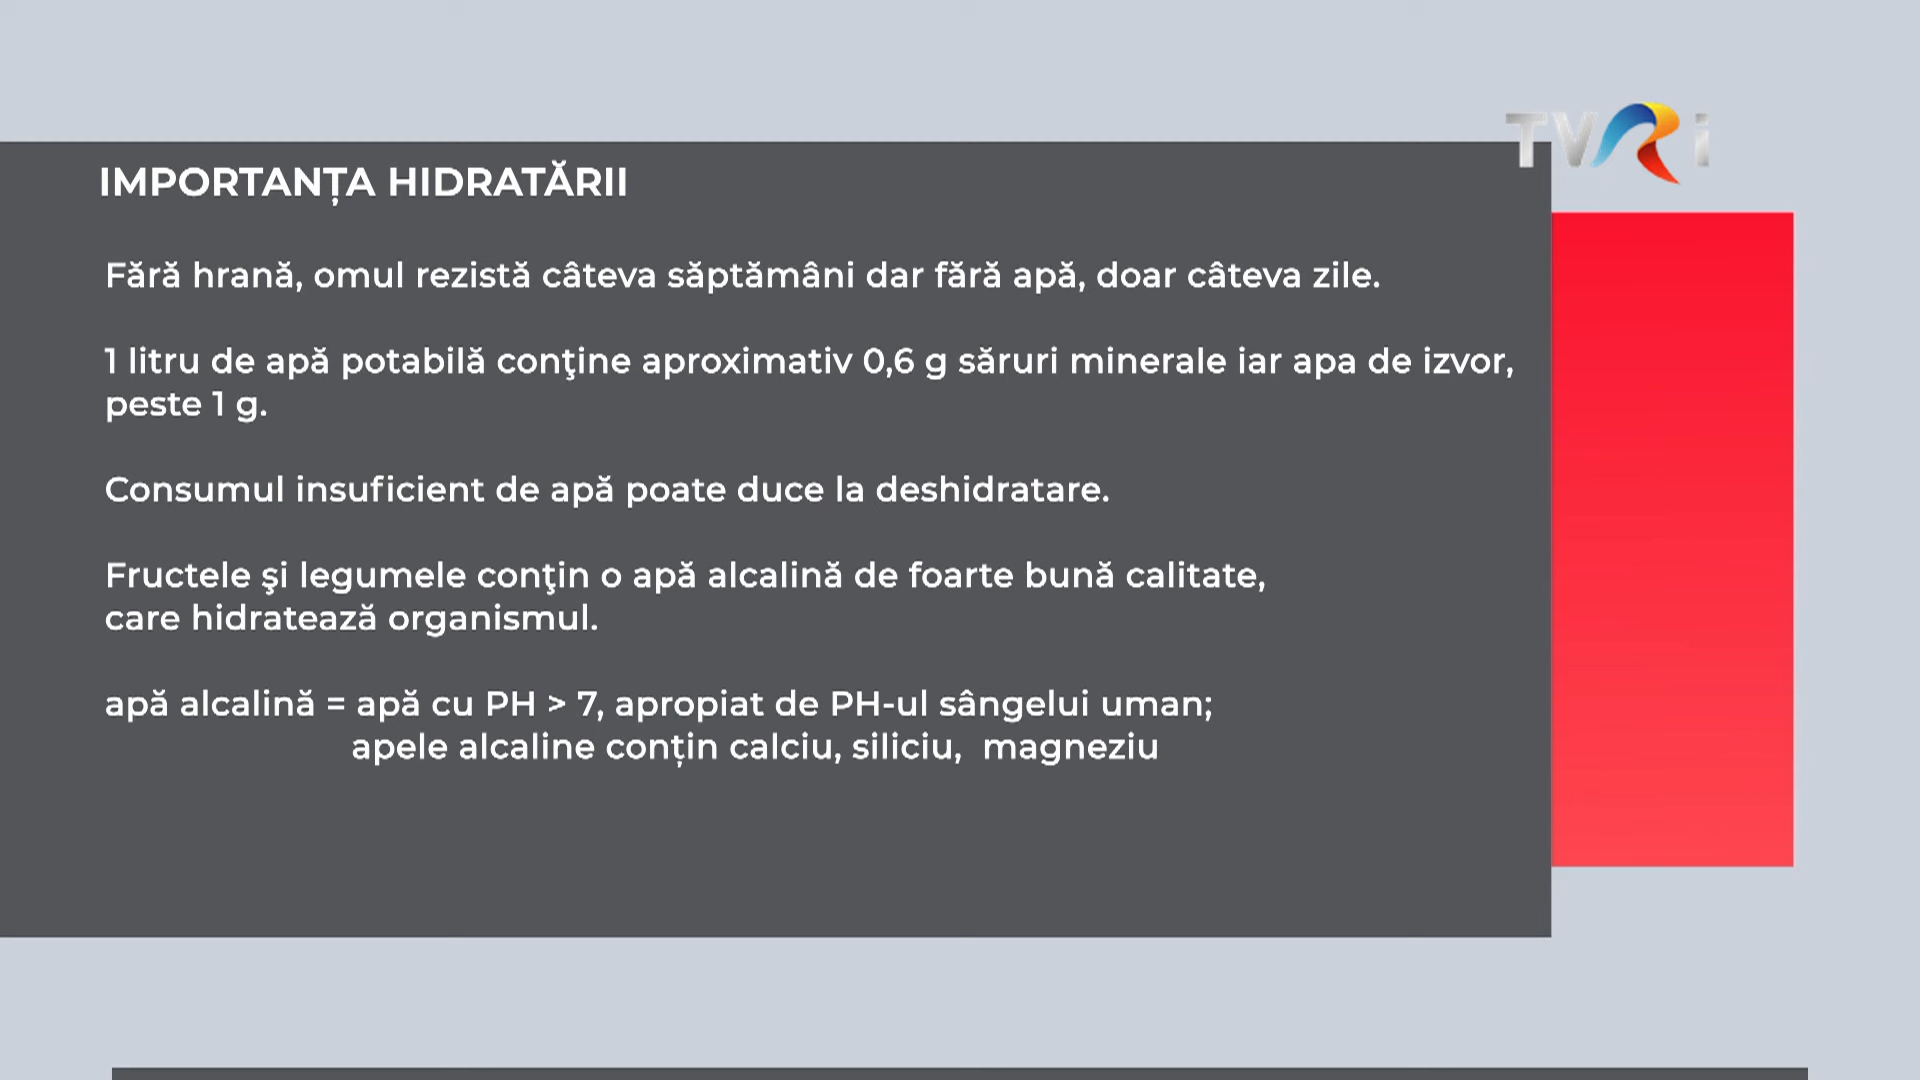 TVR i
IMPORTANȚA HIDRATĂRII
Fără hrană, omul rezistă câteva săptămâni dar fără apă, doar câteva zile.
1 litru de apă potabilă conţine aproximativ 0,6 g săruri minerale iar apa de izvor,
peste 1 g.
Consumul insuficient de apă poate duce la deshidratare.
Fructele şi legumele conţin o apă alcalină de foarte bună calitate,
care hidratează organismul.
apă alcalină = apă cu PH > 7, apropiat de PH-ul sângelui uman;
apele alcaline conțin calciu, siliciu, magneziu